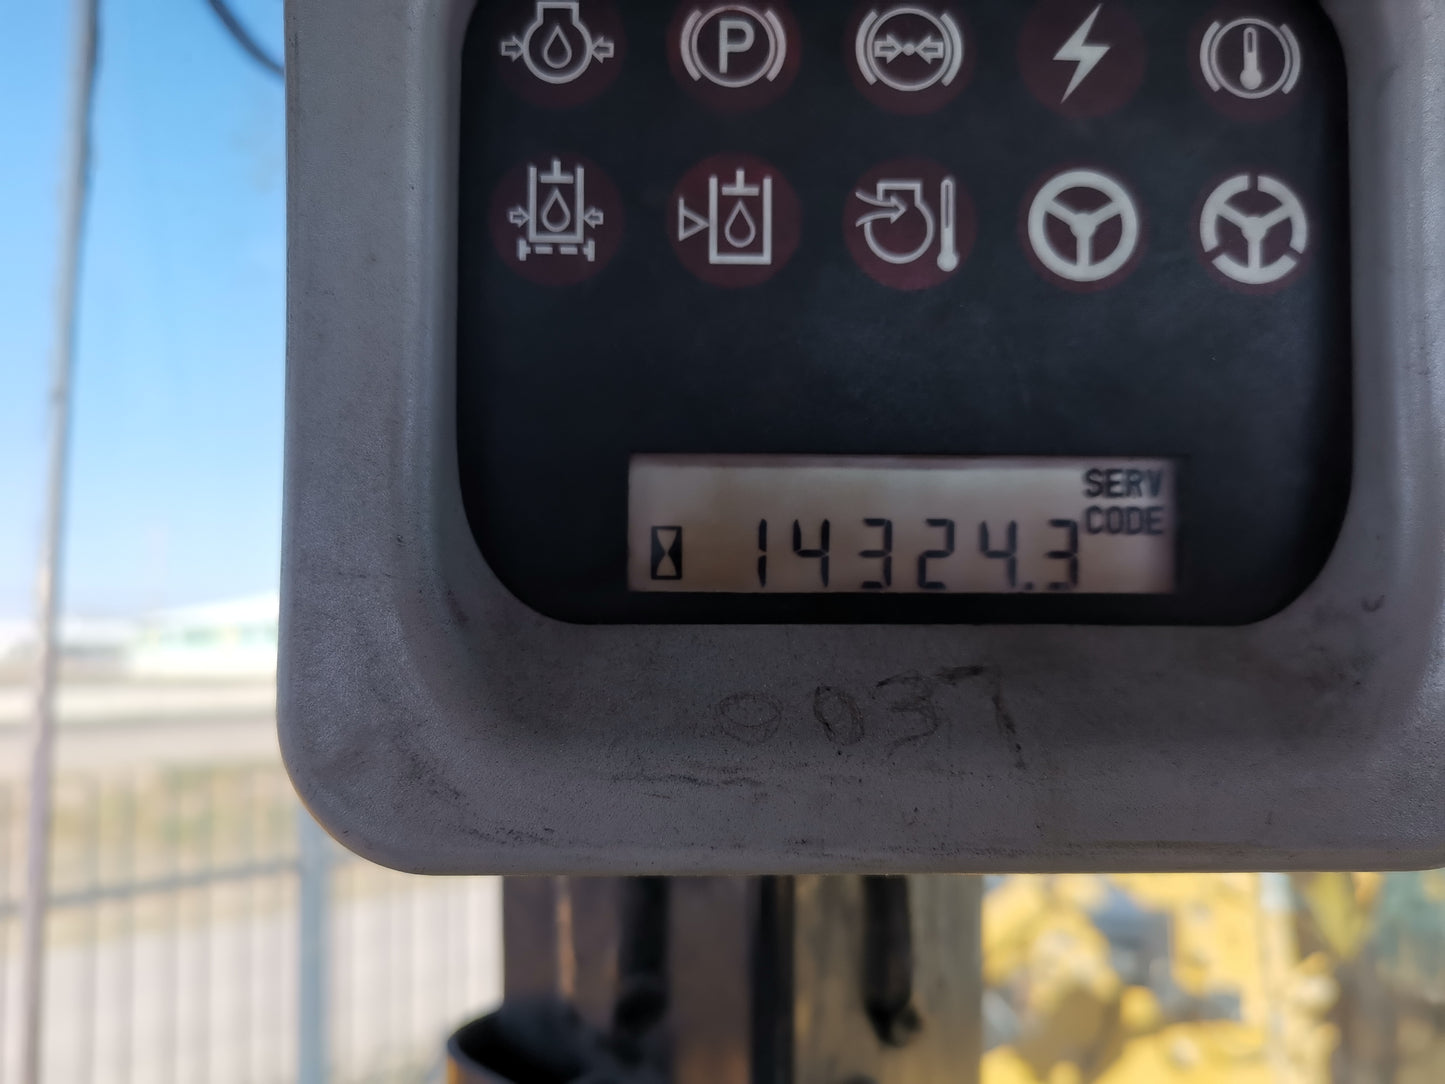 P
SERV
CODE
14324.3
0037